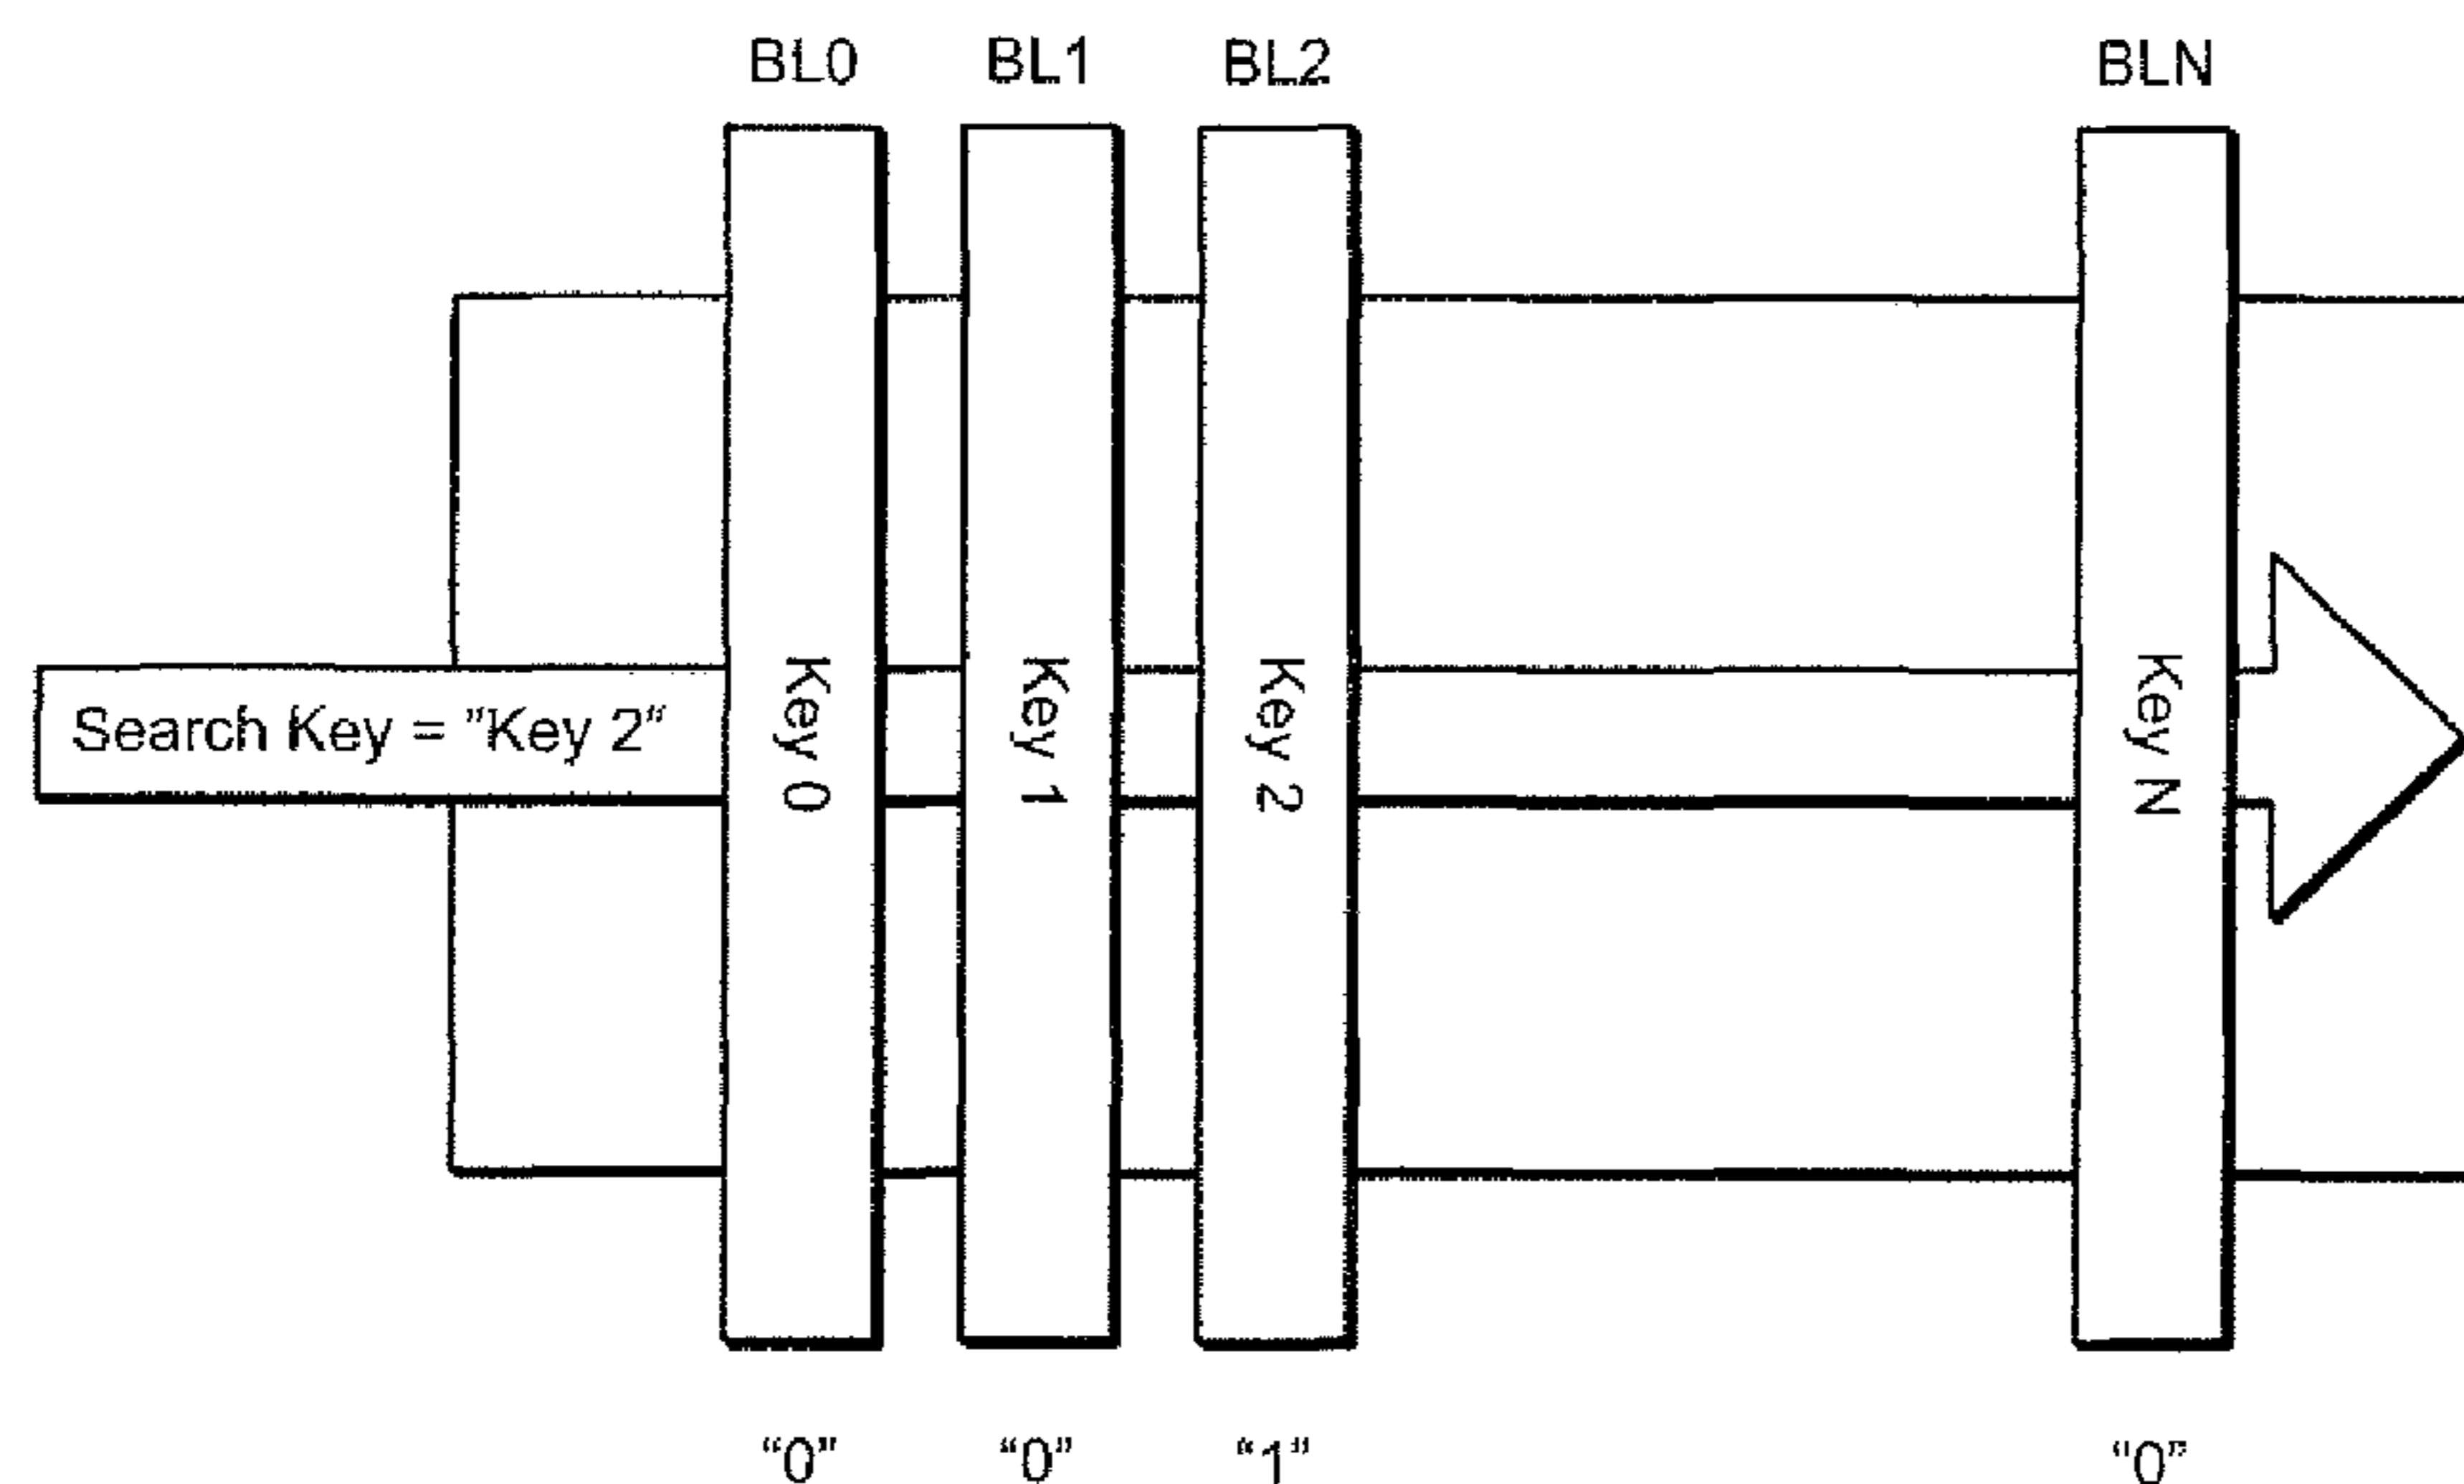 BL0 BL1 BL2 BLN
Search Key = "Key 2"
Key 0
Key 1
Key 2
Key N
“0” “0” “1” “0”